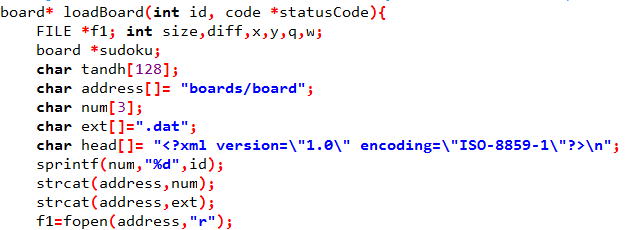 board* loadBoard(int id, code *statusCode){
    FILE *f1; int size,diff,x,y,q,w;
    board *sudoku;
    char tandh[128];
    char address[]= "boards/board";
    char num[3];
    char ext[]=".dat";
    char head[]= "<?xml version=\"1.0\" encoding=\"ISO-8859-1\"?>\n";
    sprintf(num,"%d",id);
    strcat(address,num);
    strcat(address,ext);
    f1=fopen(address,"r");